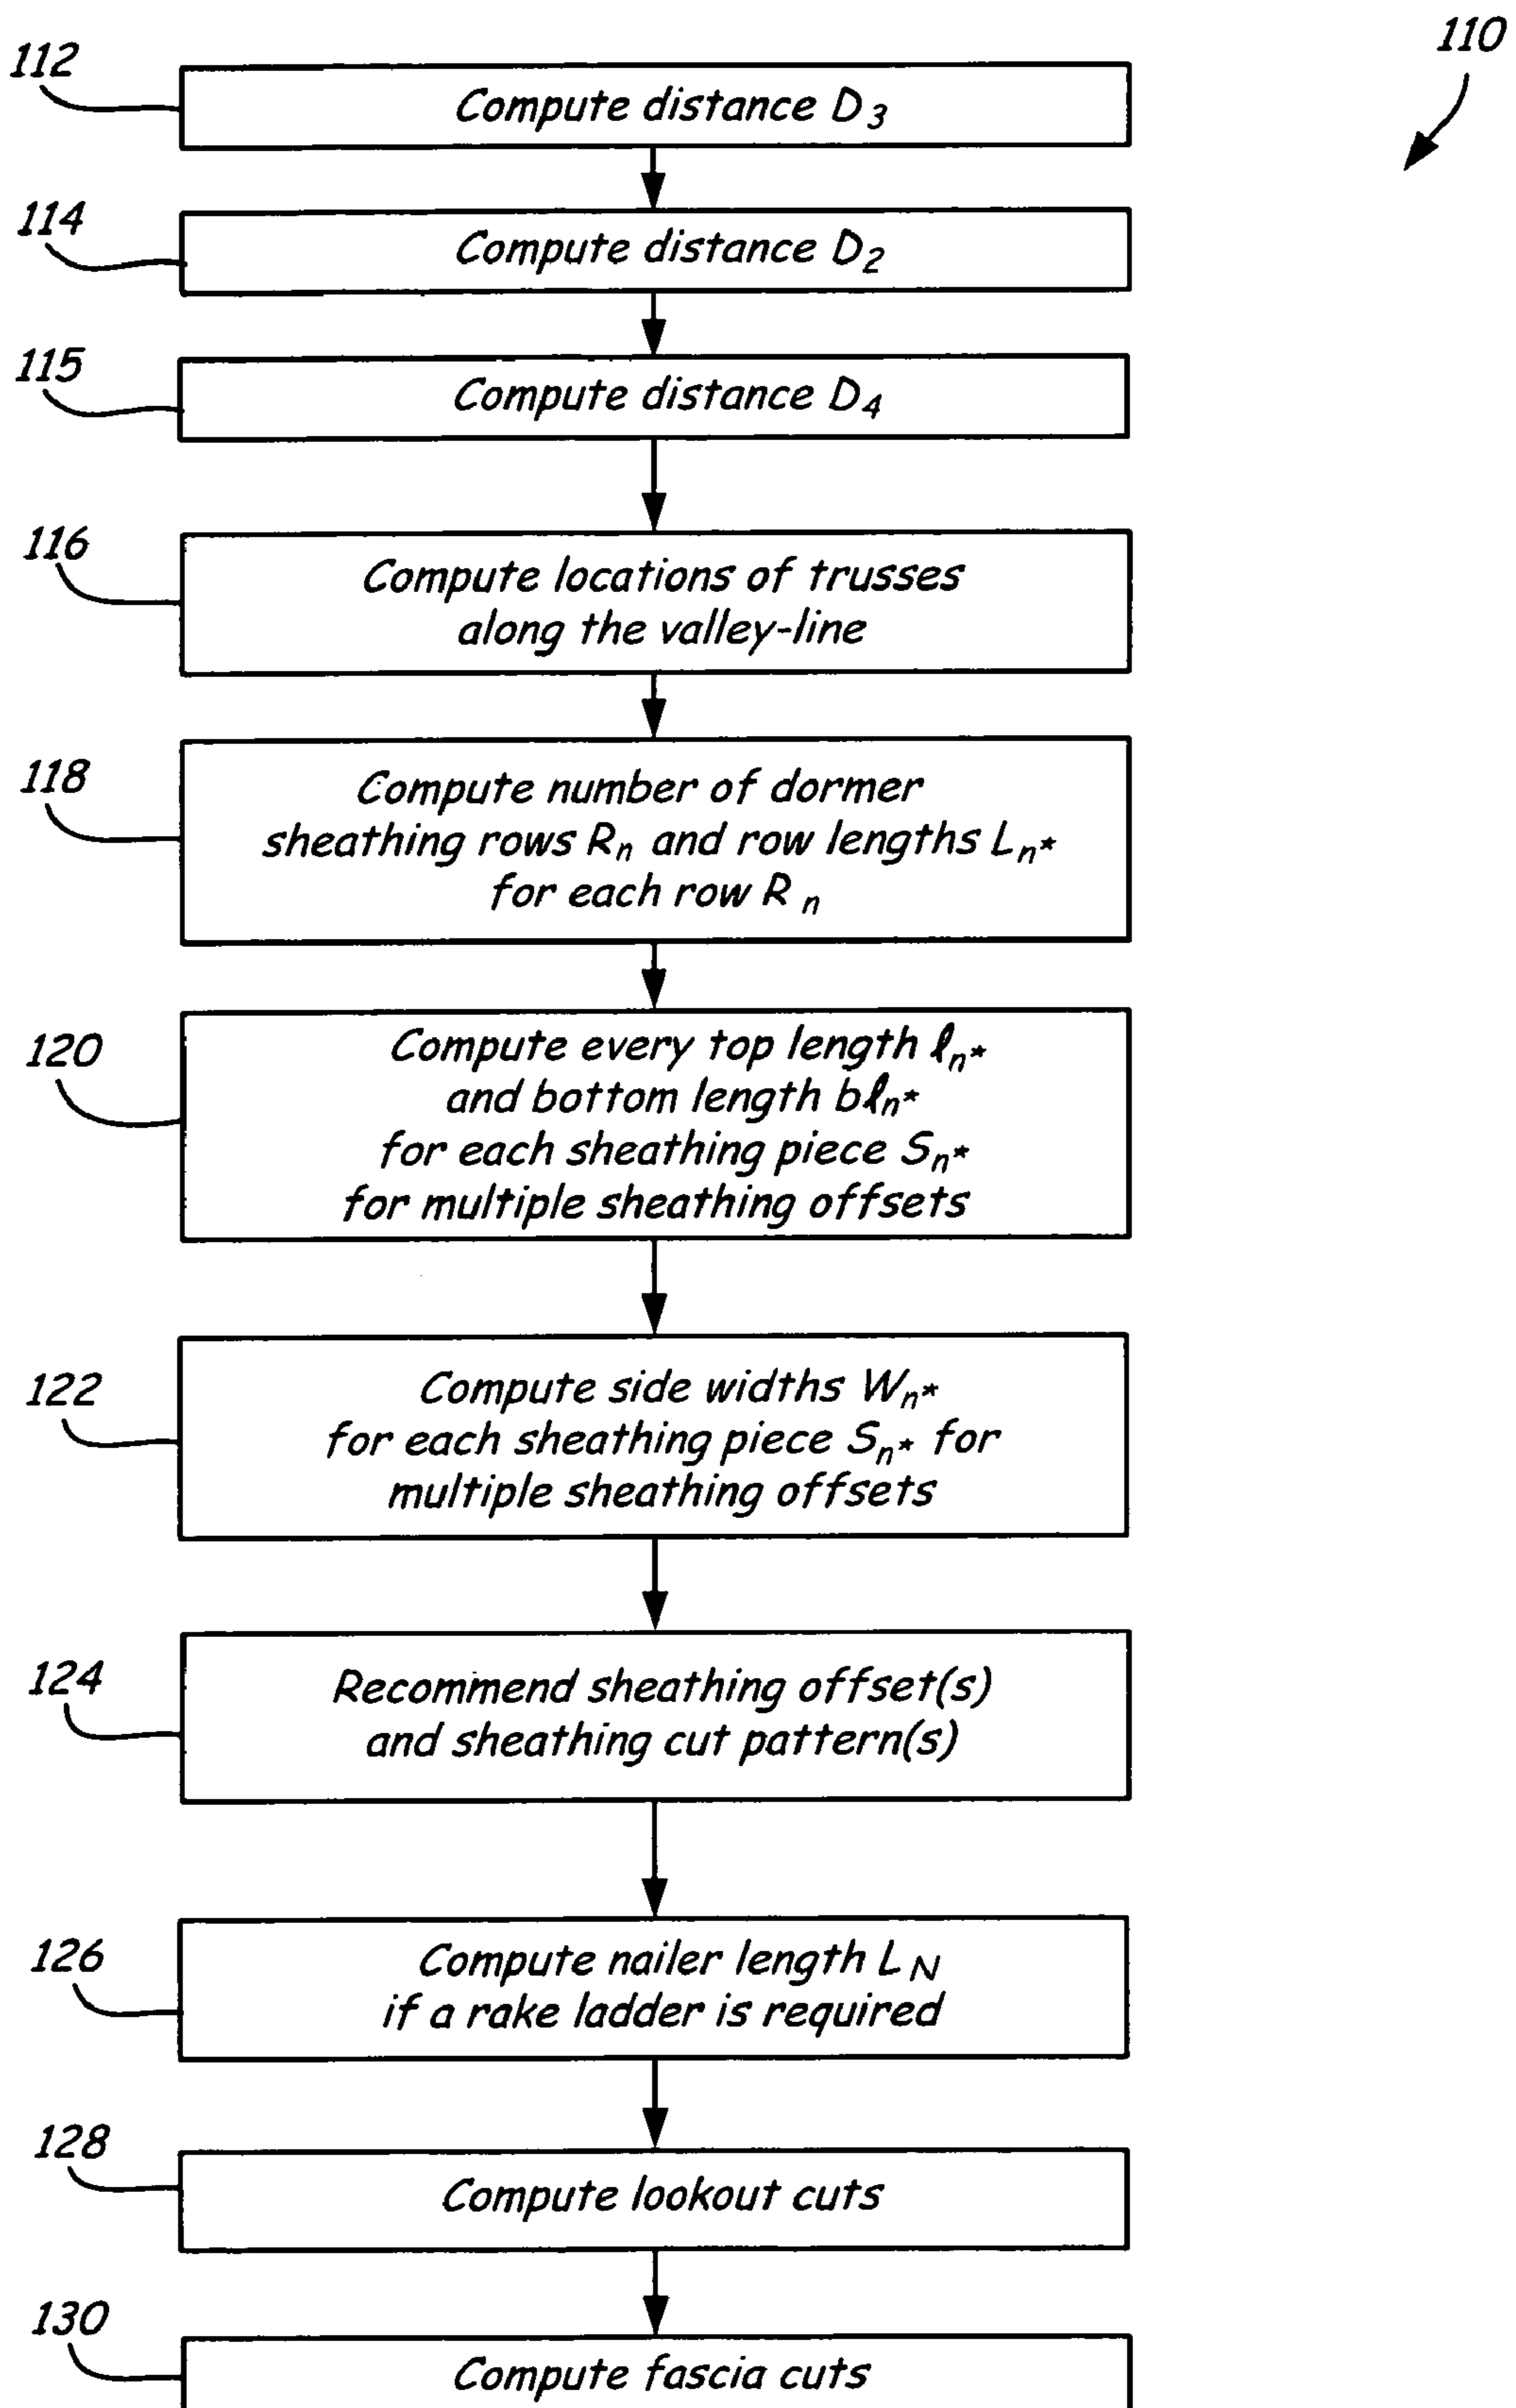 110
112
Compute distance D₃
114
Compute distance D₂
115
Compute distance D₄
116
Compute locations of trusses
along the valley-line
118
Compute number of dormer
sheathing rows Rₙ and row lengths Lₙ*
for each row Rₙ
120
Compute every top length ℓₙ*
and bottom length bℓₙ*
for each sheathing piece Sₙ*
for multiple sheathing offsets
122
Compute side widths Wₙ*
for each sheathing piece Sₙ* for
multiple sheathing offsets
124
Recommend sheathing offset(s)
and sheathing cut pattern(s)
126
Compute nailer length L_N
if a rake ladder is required
128
Compute lookout cuts
130
Compute fascia cuts